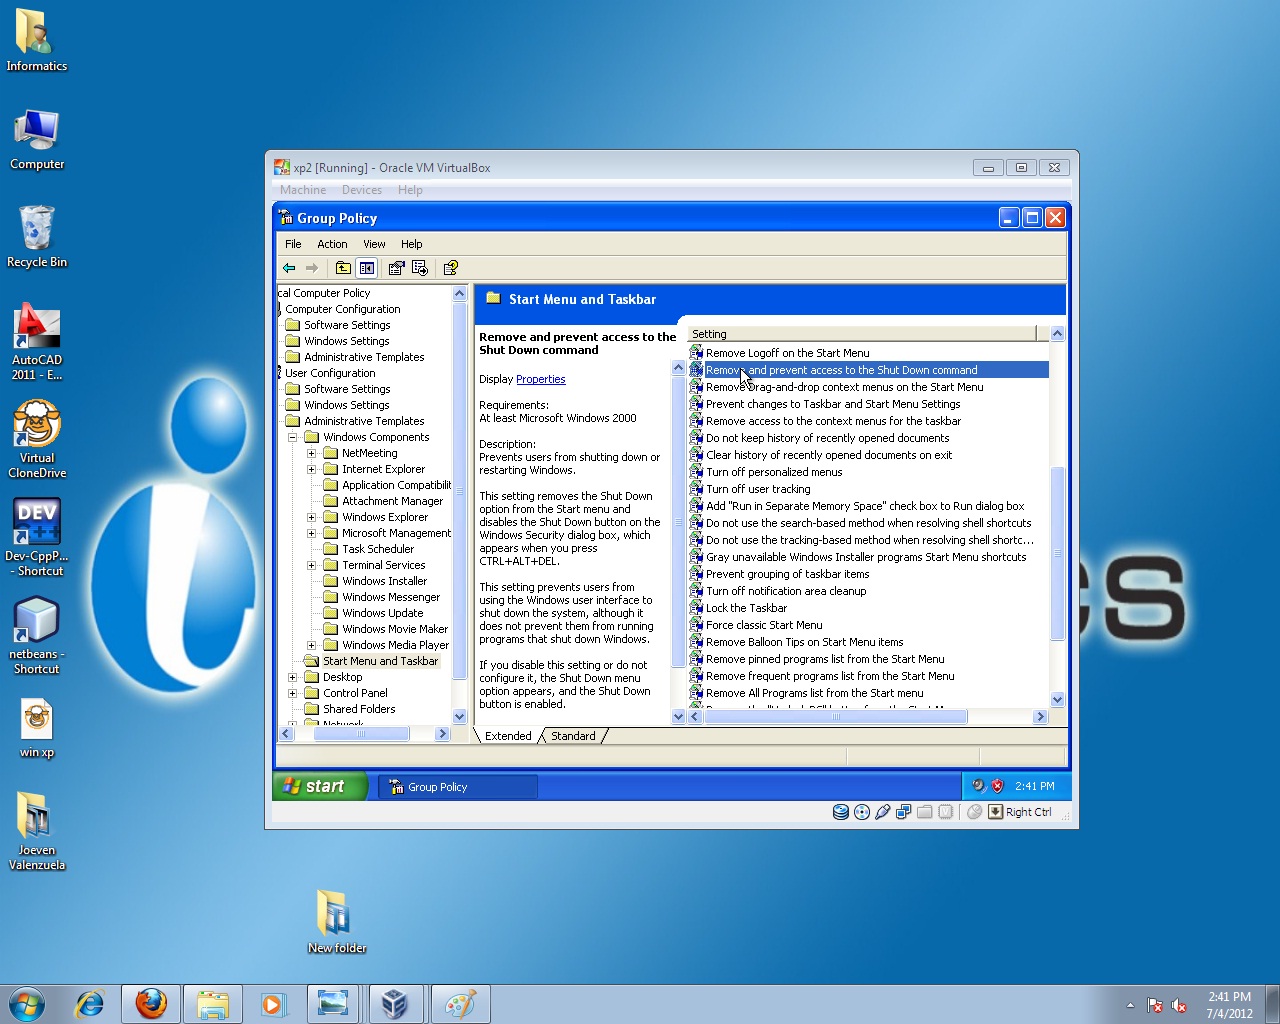 Informatics
Computer
Recycle Bin
AutoCAD
2011 - E...
Virtual
CloneDrive
DEV
Dev-CppP...
- Shortcut
netbeans -
Shortcut
win xp
Joeven
Valenzuela
New folder
xp2 [Running] - Oracle VM VirtualBox
Machine Devices Help
Group Policy
File Action View Help
cal Computer Policy
Computer Configuration
Software Settings
Windows Settings
Administrative Templates
User Configuration
Software Settings
Windows Settings
Administrative Templates
Windows Components
NetMeeting
Internet Explorer
Application Compatibilit
Attachment Manager
Windows Explorer
Microsoft Management
Task Scheduler
Terminal Services
Windows Installer
Windows Messenger
Windows Update
Windows Movie Maker
Windows Media Player
Start Menu and Taskbar
Desktop
Control Panel
Shared Folders
Network
Start Menu and Taskbar
Remove and prevent access to the
Shut Down command
Display Properties
Requirements:
At least Microsoft Windows 2000
Description:
Prevents users from shutting down or
restarting Windows.
This setting removes the Shut Down
option from the Start menu and
disables the Shut Down button on the
Windows Security dialog box, which
appears when you press
CTRL+ALT+DEL.
This setting prevents users from
using the Windows user interface to
shut down the system, although it
does not prevent them from running
programs that shut down Windows.
If you disable this setting or do not
configure it, the Shut Down menu
option appears, and the Shut Down
button is enabled.
Setting
Remove Logoff on the Start Menu
Remove and prevent access to the Shut Down command
Remove Drag-and-drop context menus on the Start Menu
Prevent changes to Taskbar and Start Menu Settings
Remove access to the context menus for the taskbar
Do not keep history of recently opened documents
Clear history of recently opened documents on exit
Turn off personalized menus
Turn off user tracking
Add "Run in Separate Memory Space" check box to Run dialog box
Do not use the search-based method when resolving shell shortcuts
Do not use the tracking-based method when resolving shell shortc...
Gray unavailable Windows Installer programs Start Menu shortcuts
Prevent grouping of taskbar items
Turn off notification area cleanup
Lock the Taskbar
Force classic Start Menu
Remove Balloon Tips on Start Menu items
Remove pinned programs list from the Start Menu
Remove frequent programs list from the Start Menu
Remove All Programs list from the Start menu
Extended Standard
start Group Policy 2:41 PM
Right Ctrl
cs
2:41 PM
7/4/2012